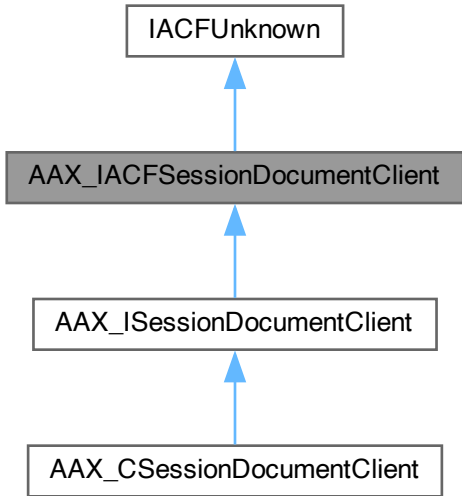 IACFUnknown
AAX_IACFSessionDocumentClient
AAX_ISessionDocumentClient
AAX_CSessionDocumentClient